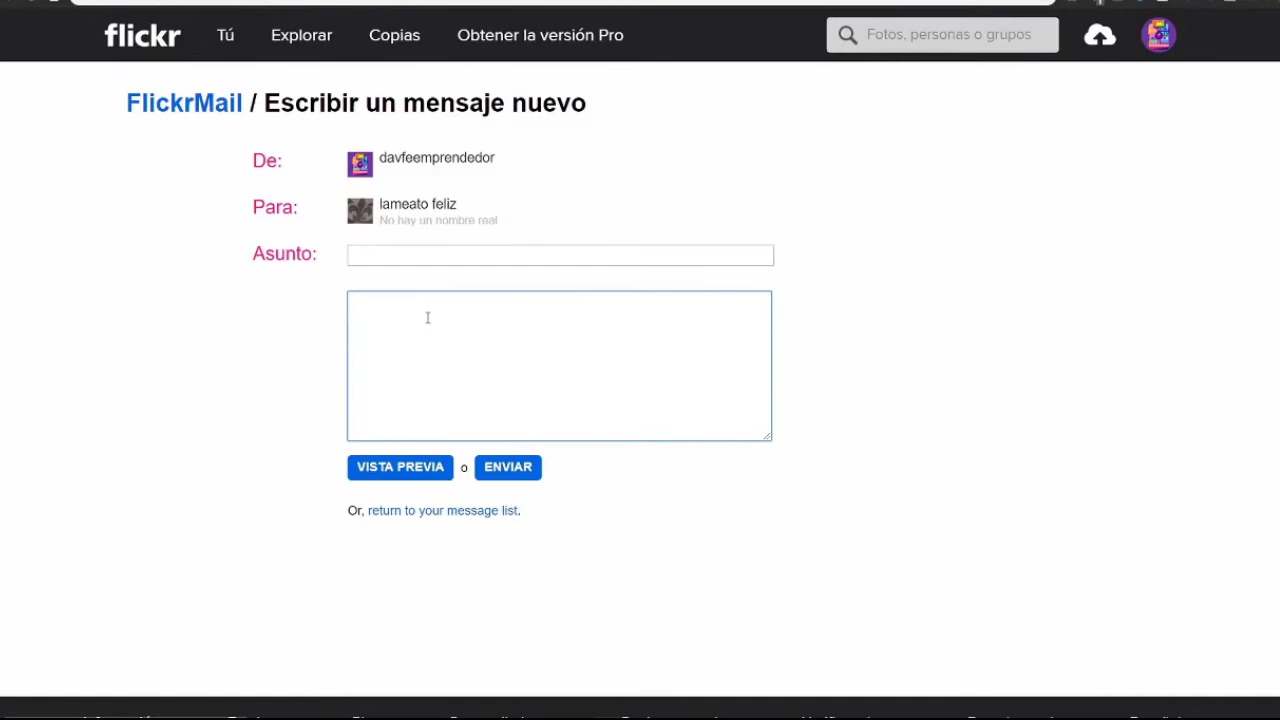 flickr Tú Explorar Copias Obtener la versión Pro Fotos, personas o grupos
FlickrMail / Escribir un mensaje nuevo
De: davfeemprendedor
Para: lameato feliz
No hay un nombre real
Asunto:
VISTA PREVIA o ENVIAR
Or, return to your message list.